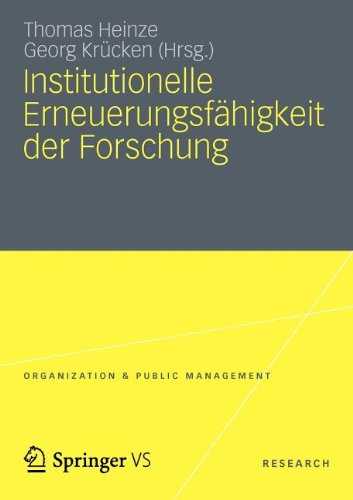 Thomas Heinze
Georg Krücken (Hrsg.)
Institutionelle
Erneuerungsfähigkeit
der Forschung
ORGANIZATION & PUBLIC MANAGEMENT
Springer VS
RESEARCH